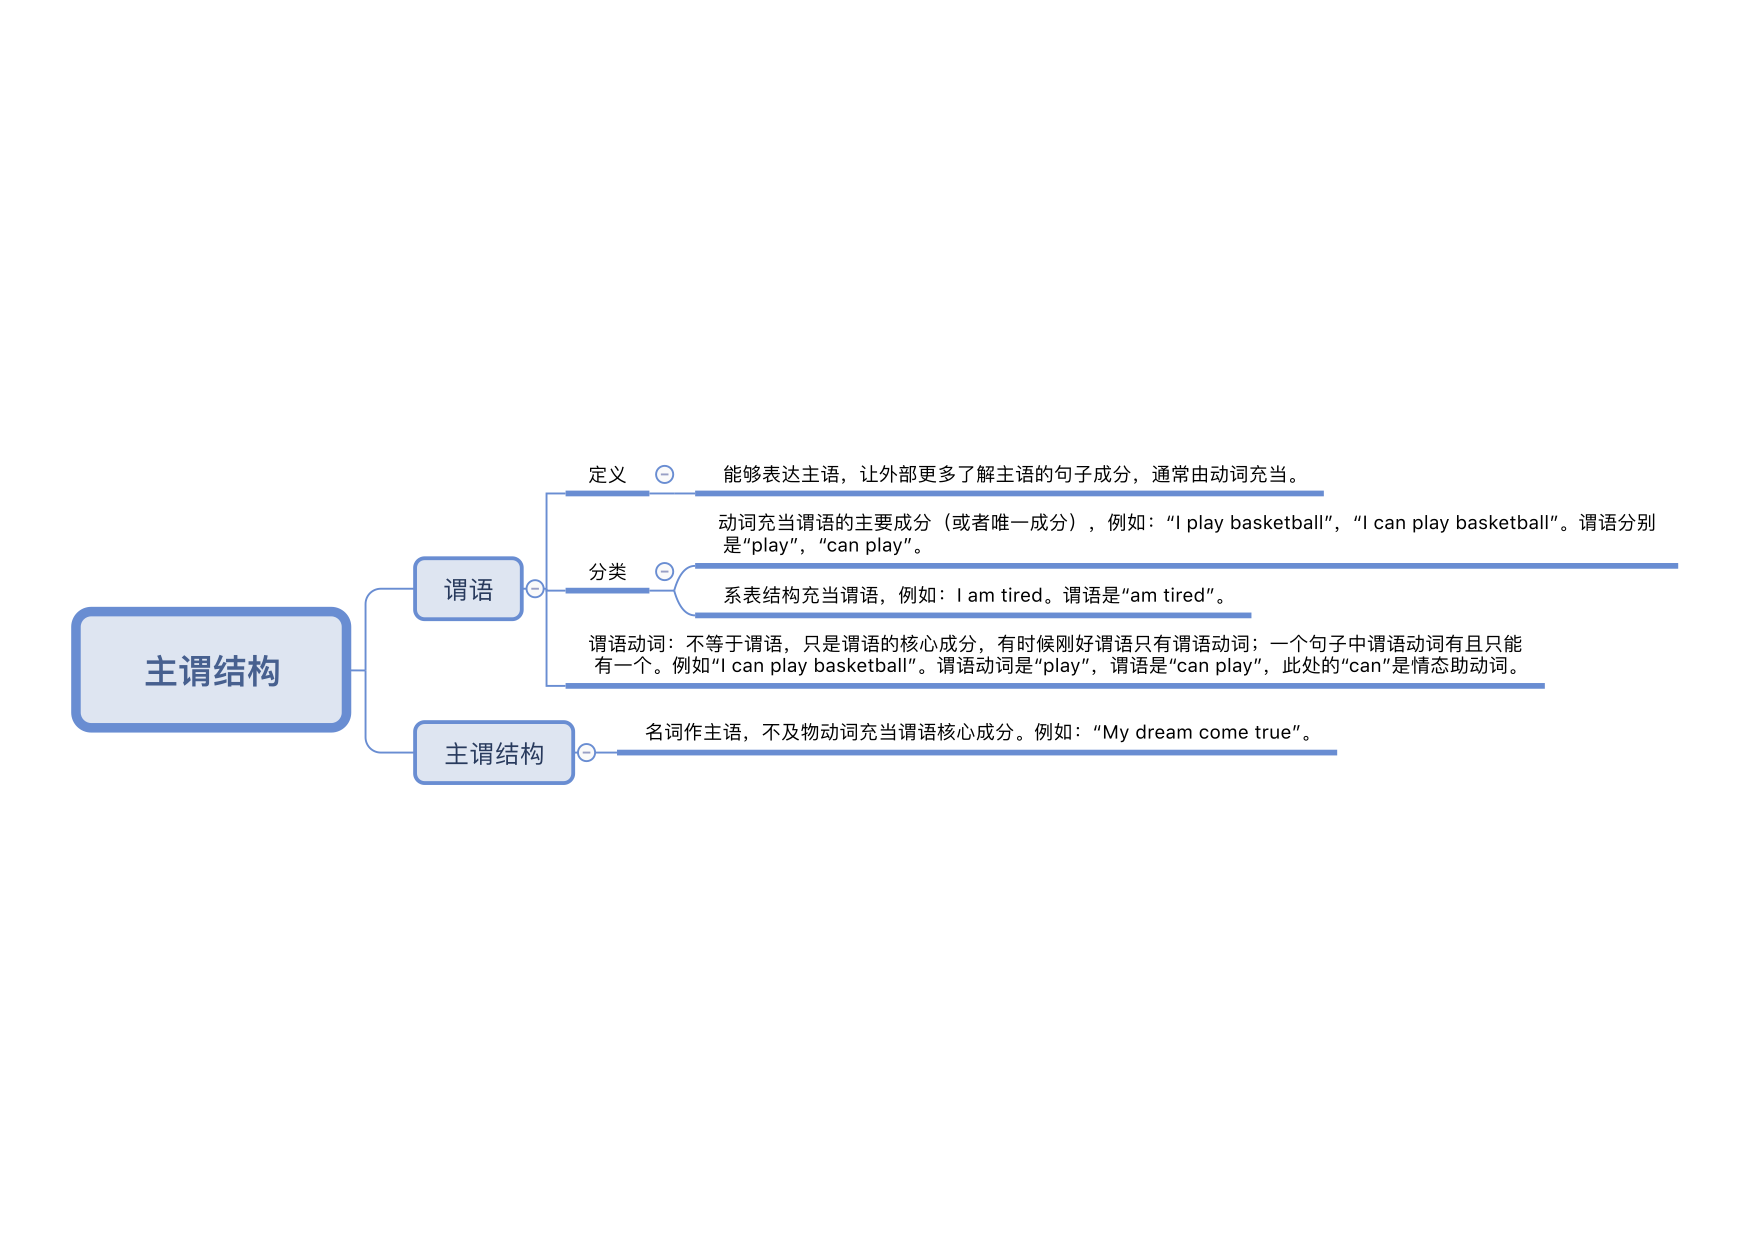 主谓结构
谓语
定义
能够表达主语，让外部更多了解主语的句子成分，通常由动词充当。
分类
动词充当谓语的主要成分（或者唯一成分），例如：“I play basketball”，“I can play basketball”。谓语分别
是“play”，“can play”。
系表结构充当谓语，例如：I am tired。谓语是“am tired”。
谓语动词：不等于谓语，只是谓语的核心成分，有时候刚好谓语只有谓语动词；一个句子中谓语动词有且只能
有一个。例如“I can play basketball”。谓语动词是“play”，谓语是“can play”，此处的“can”是情态助动词。
主谓结构
名词作主语，不及物动词充当谓语核心成分。例如：“My dream come true”。